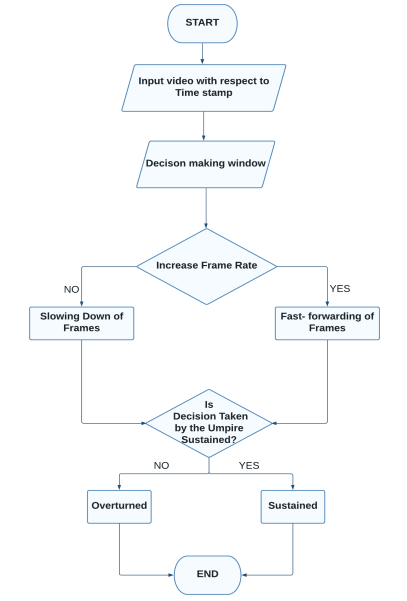 START
Input video with respect to
Time stamp
Decison making window
Increase Frame Rate
NO
YES
Slowing Down of
Frames
Fast- forwarding of
Frames
Is
Decision Taken
by the Umpire
Sustained?
NO
YES
Overturned
Sustained
END